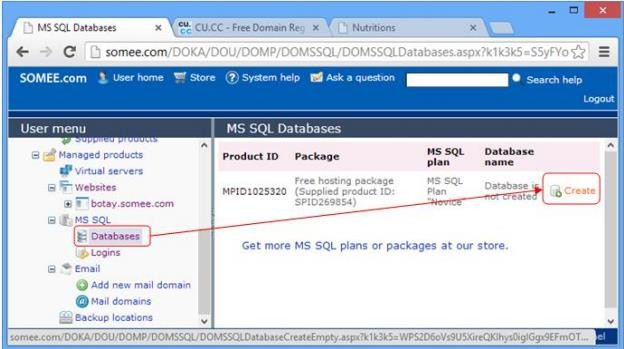 MS SQL Databases
CU.CC - Free Domain Reg
Nutritions
somee.com/DOKA/DOU/DOMP/DOMSSQL/DOMSSQLDatabases.aspx?k1k3k5=S5yFYo
SOMEE.com User home Store System help Ask a question Search help
Logout
User menu
Supplied products
Managed products
Virtual servers
Websites
botay.somee.com
MS SQL
Databases
Logins
Email
Add new mail domain
Mail domains
Backup locations
MS SQL Databases
Product ID Package MS SQL plan Database name
MPID1025320 Free hosting package (Supplied product ID: SPID269854) MS SQL Plan "Novice" Database is not created Create
Get more MS SQL plans or packages at our store.
somee.com/DOKA/DOU/DOMP/DOMSSQL/DOMSSQLDatabaseCreateEmpty.aspx?k1k3k5=WPS2D6oVs9U5XireQKlhys0iglGgx9EFmOT...